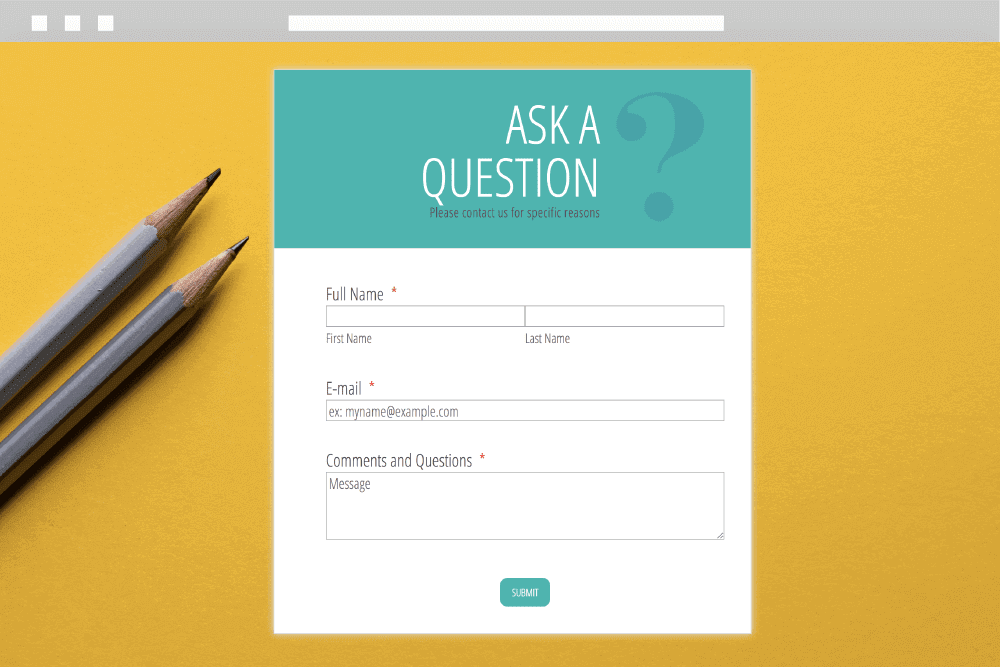 ASK A
QUESTION
?
Please contact us for specific reasons
Full Name *
First Name Last Name
E-mail *
ex: myname@example.com
Comments and Questions *
Message
SUBMIT